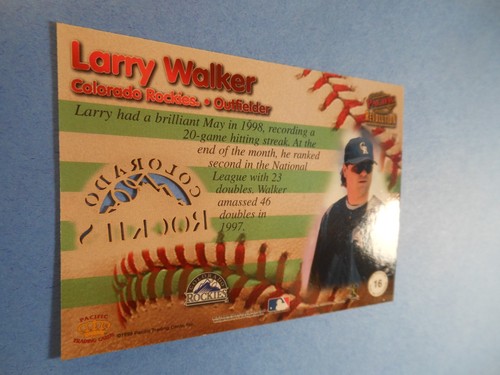 Larry Walker
Colorado Rockies. • Outfielder
Larry had a brilliant May in 1998, recording a
20-game hitting streak. At the
end of the month, he ranked
second in the National
League with 23
doubles. Walker
amassed 46
doubles in
1997.
COLORADO
ROCKIES
COLORADO
ROCKIES
16
PACIFIC